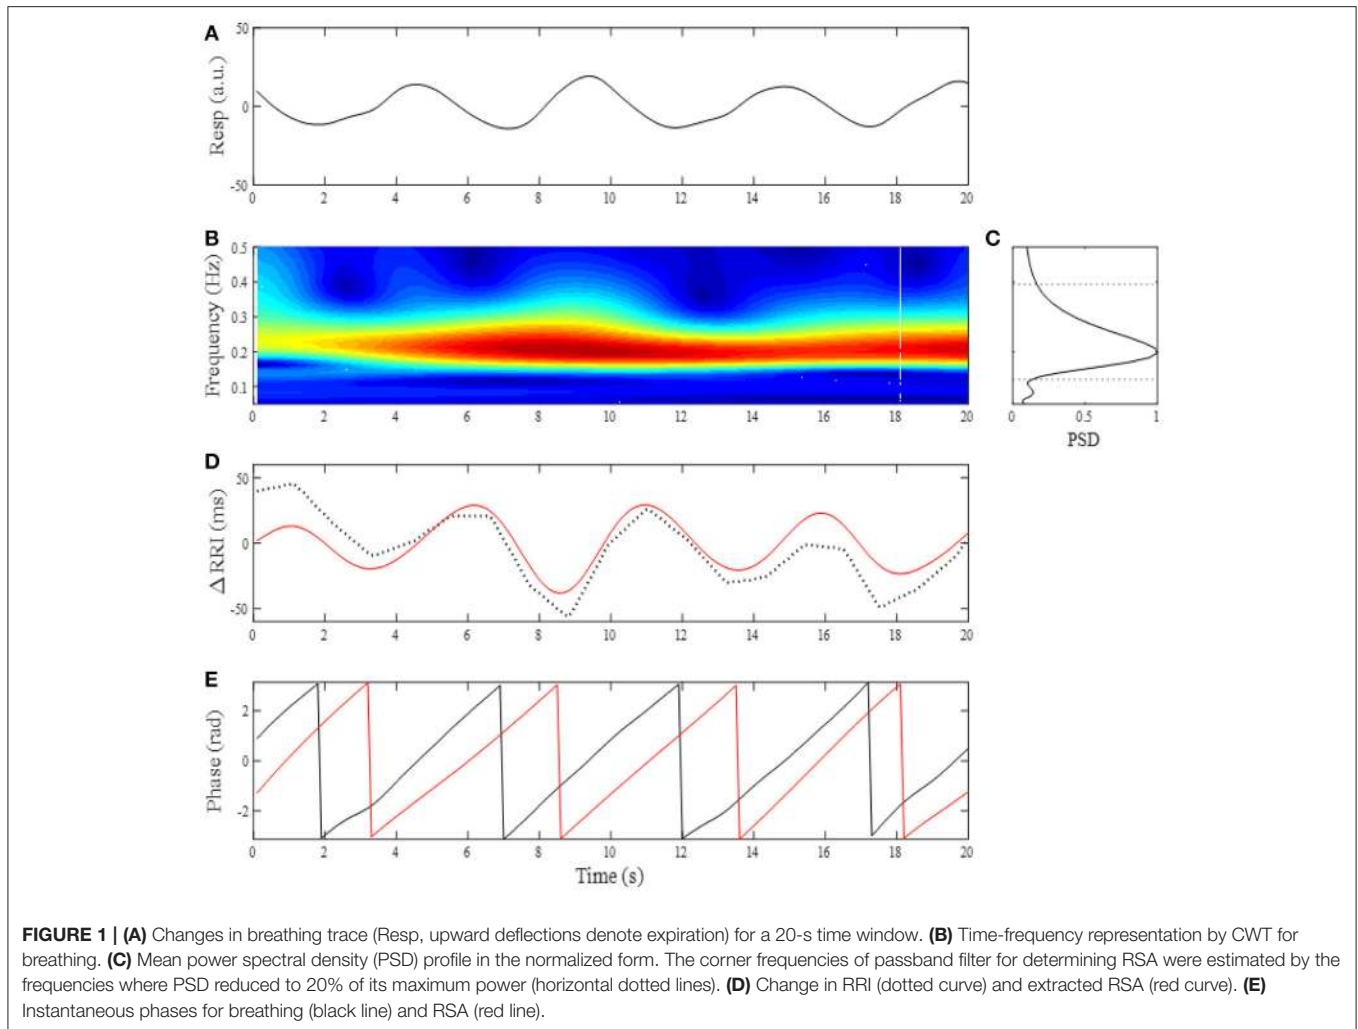 A
50
0
-50
Resp (a.u.)
0 2 4 6 8 10 12 14 16 18 20
B
0.5
0.4
0.3
0.2
0.1
Frequency (Hz)
0 2 4 6 8 10 12 14 16 18 20
C
0 0.5 1
PSD
D
50
0
-50
Δ RRI (ms)
0 2 4 6 8 10 12 14 16 18 20
E
2
0
-2
Phase (rad)
0 2 4 6 8 10 12 14 16 18 20
Time (s)
FIGURE 1 | (A) Changes in breathing trace (Resp, upward deflections denote expiration) for a 20-s time window. (B) Time-frequency representation by CWT for
breathing. (C) Mean power spectral density (PSD) profile in the normalized form. The corner frequencies of passband filter for determining RSA were estimated by the
frequencies where PSD reduced to 20% of its maximum power (horizontal dotted lines). (D) Change in RRI (dotted curve) and extracted RSA (red curve). (E)
Instantaneous phases for breathing (black line) and RSA (red line).